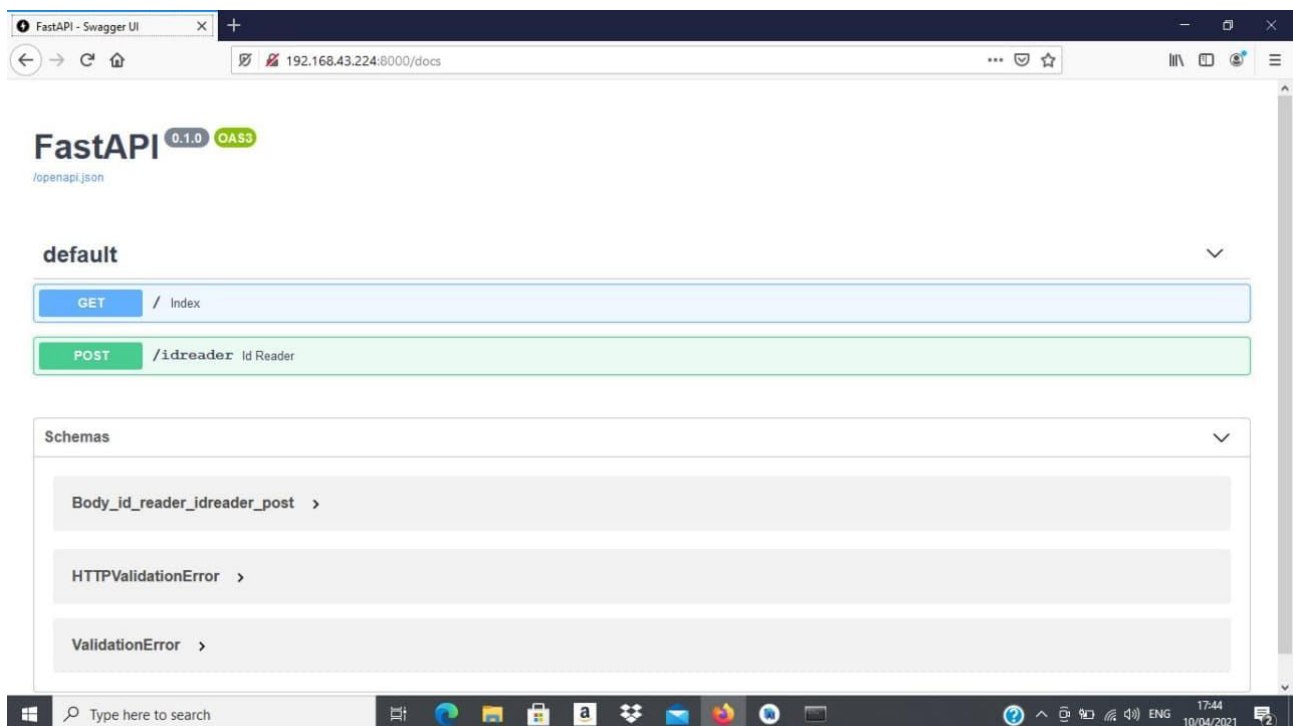 FastAPI - Swagger UI
192.168.43.224:8000/docs
FastAPI 0.1.0 OAS3
/openapi.json
default
GET / Index
POST /idreader Id Reader
Schemas
Body_id_reader_idreader_post
HTTPValidationError
ValidationError
Type here to search
a
ENG
17:44
10/04/2021
2